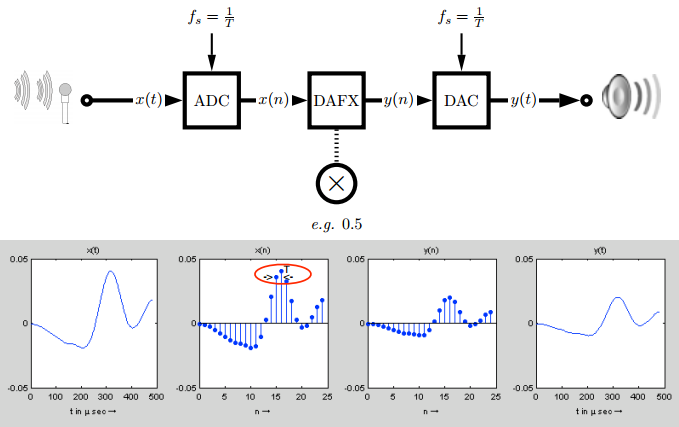 f_s = 1/T f_s = 1/T
x(t) ADC x(n) DAFX y(n) DAC y(t)
×
e.g. 0.5
x(t) x(n) y(n) y(t)
0.05 0.05 0.05 0.05
T
-> <-
0 0 0 0
-0.05 -0.05 -0.05 -0.05
0 100 200 300 400 500 0 5 10 15 20 25 0 5 10 15 20 25 0 100 200 300 400 500
t in μ sec → n → n → t in μ sec →